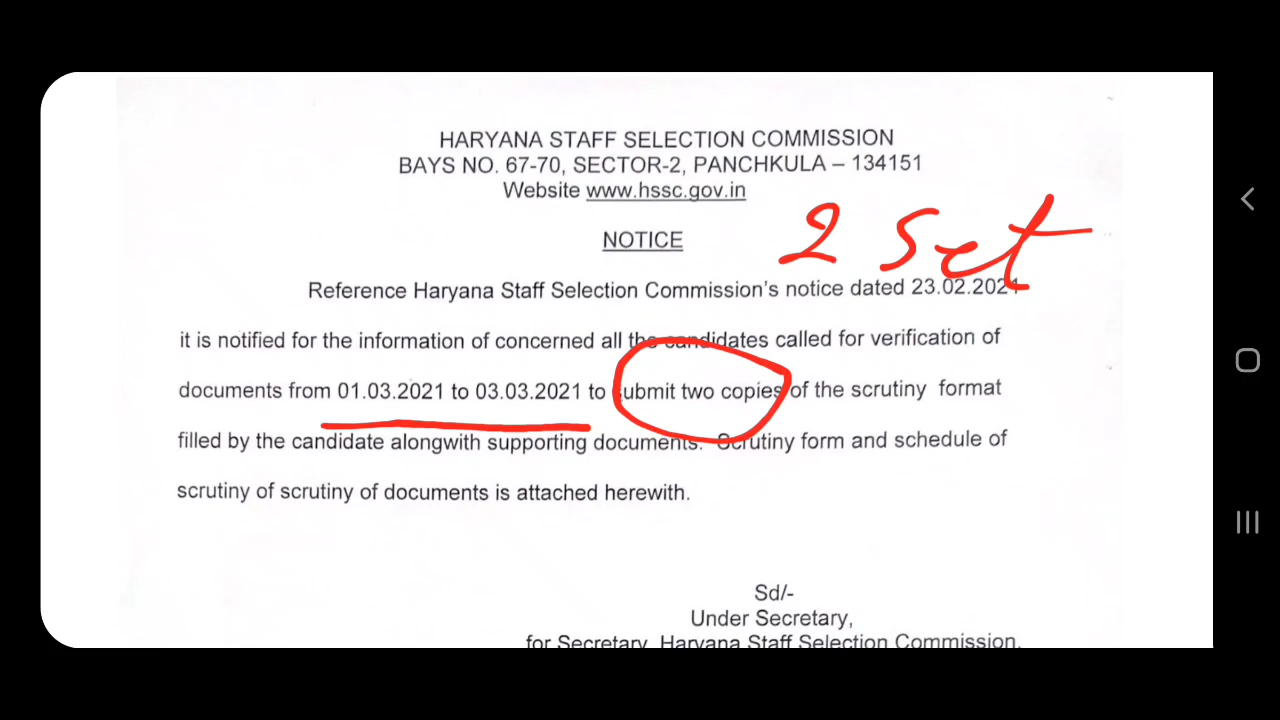 HARYANA STAFF SELECTION COMMISSION
BAYS NO. 67-70, SECTOR-2, PANCHKULA – 134151
Website www.hssc.gov.in
NOTICE
2 Set
Reference Haryana Staff Selection Commission's notice dated 23.02.2021
it is notified for the information of concerned all the candidates called for verification of
documents from 01.03.2021 to 03.03.2021 to submit two copies of the scrutiny format
filled by the candidate alongwith supporting documents. Scrutiny form and schedule of
scrutiny of scrutiny of documents is attached herewith.
Sd/-
Under Secretary,
for Secretary, Haryana Staff Selection Commission.